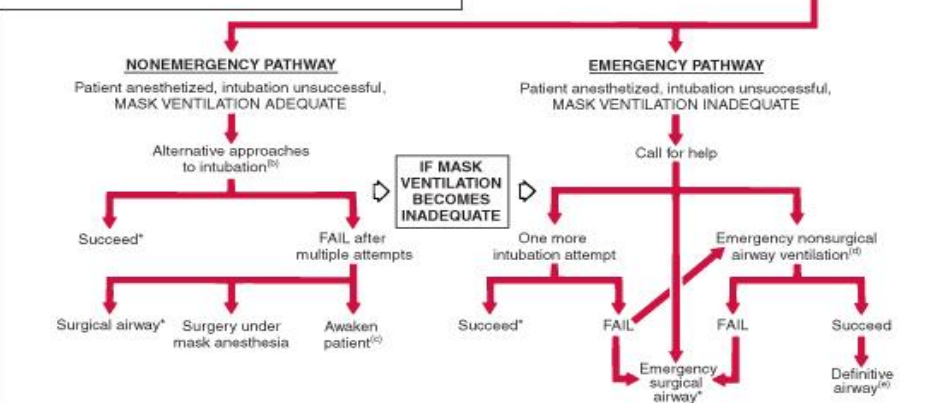 NONEMERGENCY PATHWAY
Patient anesthetized, intubation unsuccessful,
MASK VENTILATION ADEQUATE
Alternative approaches
to intubation(b)
Succeed*
FAIL after
multiple attempts
Surgical airway*
Surgery under
mask anesthesia
Awaken
patient(c)
IF MASK
VENTILATION
BECOMES
INADEQUATE
EMERGENCY PATHWAY
Patient anesthetized, intubation unsuccessful,
MASK VENTILATION INADEQUATE
Call for help
One more
intubation attempt
Emergency nonsurgical
airway ventilation(d)
Succeed*
FAIL
FAIL
Succeed
Emergency
surgical
airway*
Definitive
airway(e)